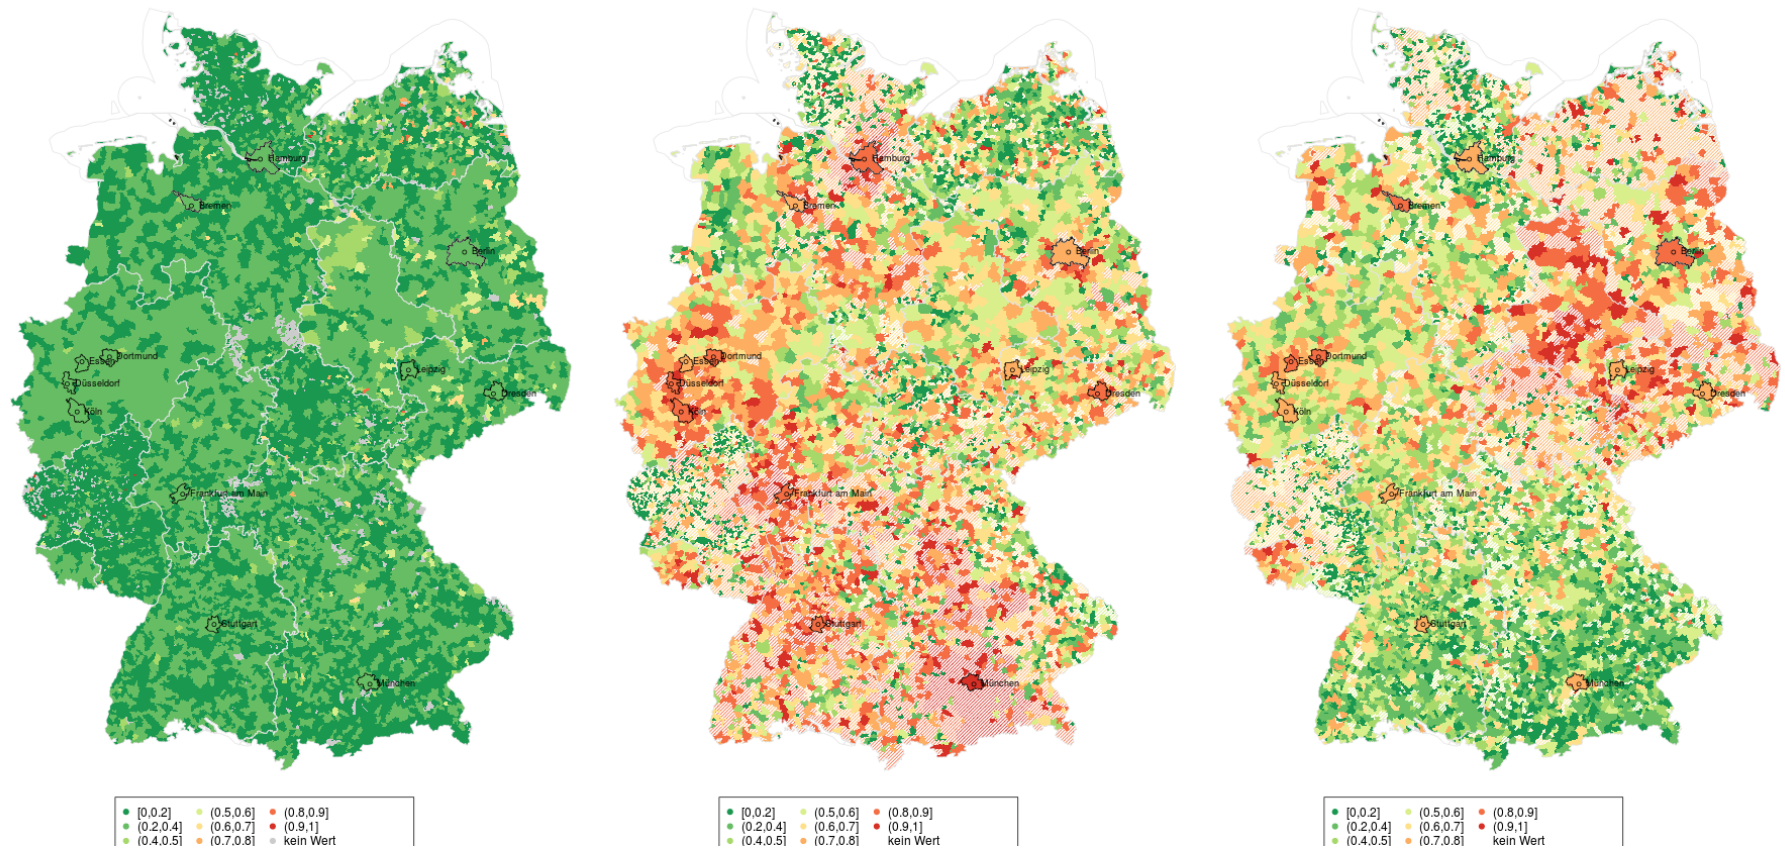 Hamburg
Bremen
Berlin
Essen
Dortmund
Düsseldorf
Köln
Leipzig
Dresden
Frankfurt am Main
Stuttgart
München
[0,0.2] (0.5,0.6] (0.8,0.9]
(0.2,0.4] (0.6,0.7] (0.9,1]
(0.4,0.5] (0.7,0.8] kein Wert
Hamburg
Bremen
Berlin
Essen
Dortmund
Düsseldorf
Köln
Leipzig
Dresden
Frankfurt am Main
Stuttgart
München
[0,0.2] (0.5,0.6] (0.8,0.9]
(0.2,0.4] (0.6,0.7] (0.9,1]
(0.4,0.5] (0.7,0.8] kein Wert
Hamburg
Bremen
Berlin
Essen
Dortmund
Düsseldorf
Köln
Leipzig
Dresden
Frankfurt am Main
Stuttgart
München
[0,0.2] (0.5,0.6] (0.8,0.9]
(0.2,0.4] (0.6,0.7] (0.9,1]
(0.4,0.5] (0.7,0.8] kein Wert